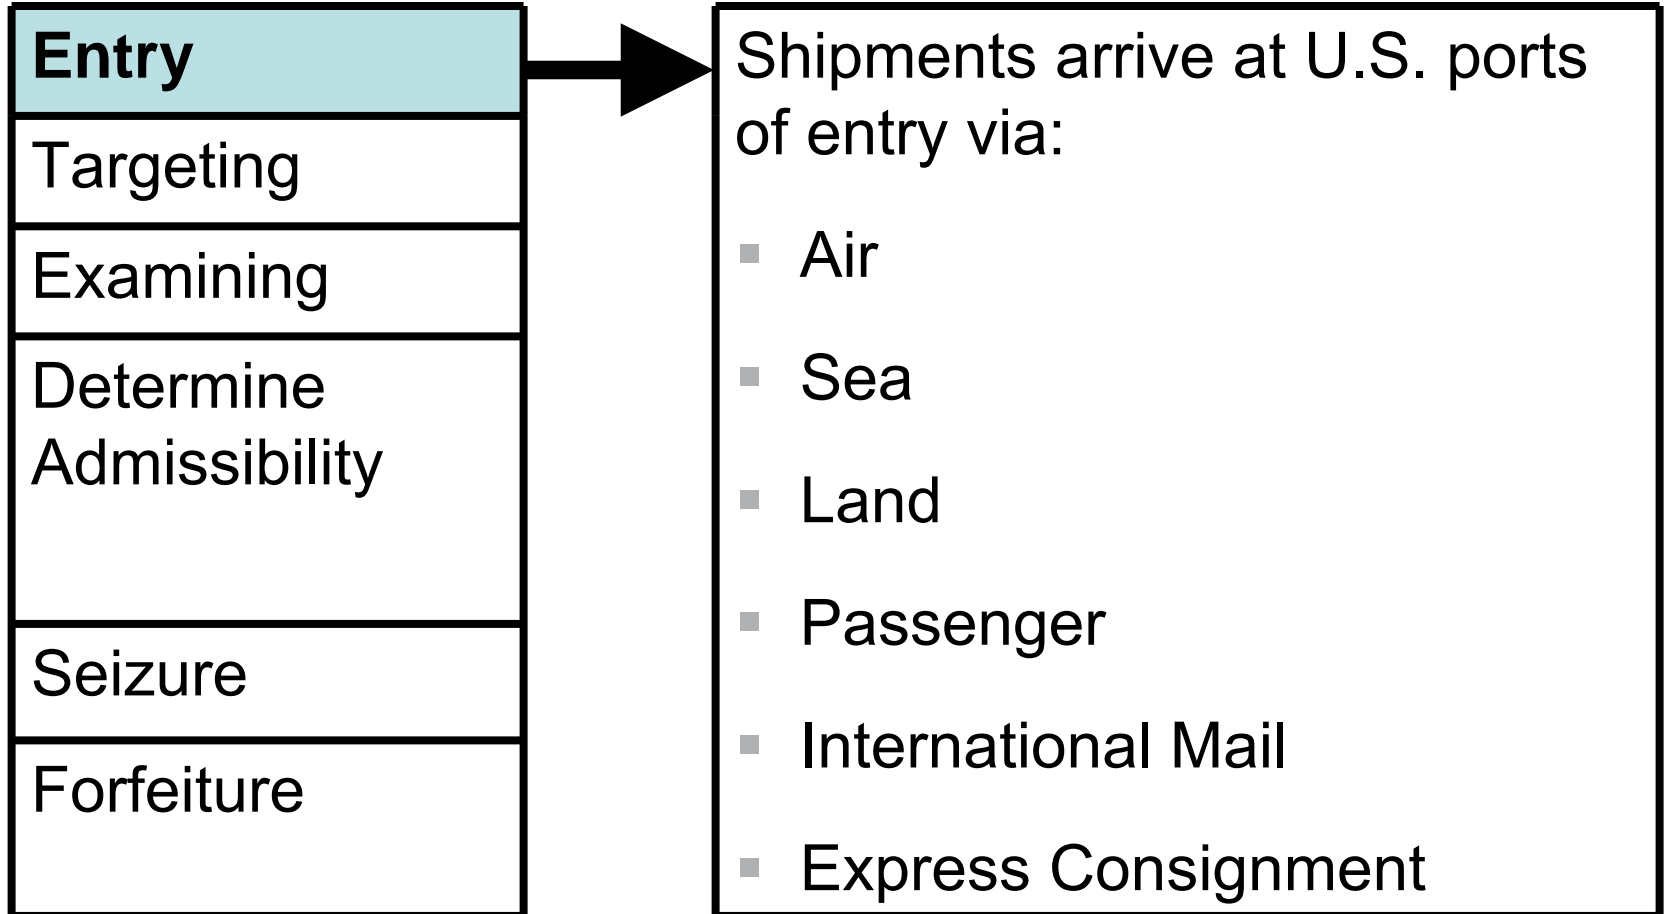 Entry
Targeting
Examining
Determine
Admissibility
Seizure
Forfeiture
Shipments arrive at U.S. ports
of entry via:
Air
Sea
Land
Passenger
International Mail
Express Consignment